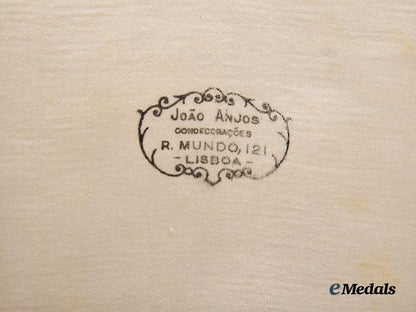 JOÃO ANJOS
CONDECORAÇÕES
R. MUNDO, 121
- LISBOA -
eMedals